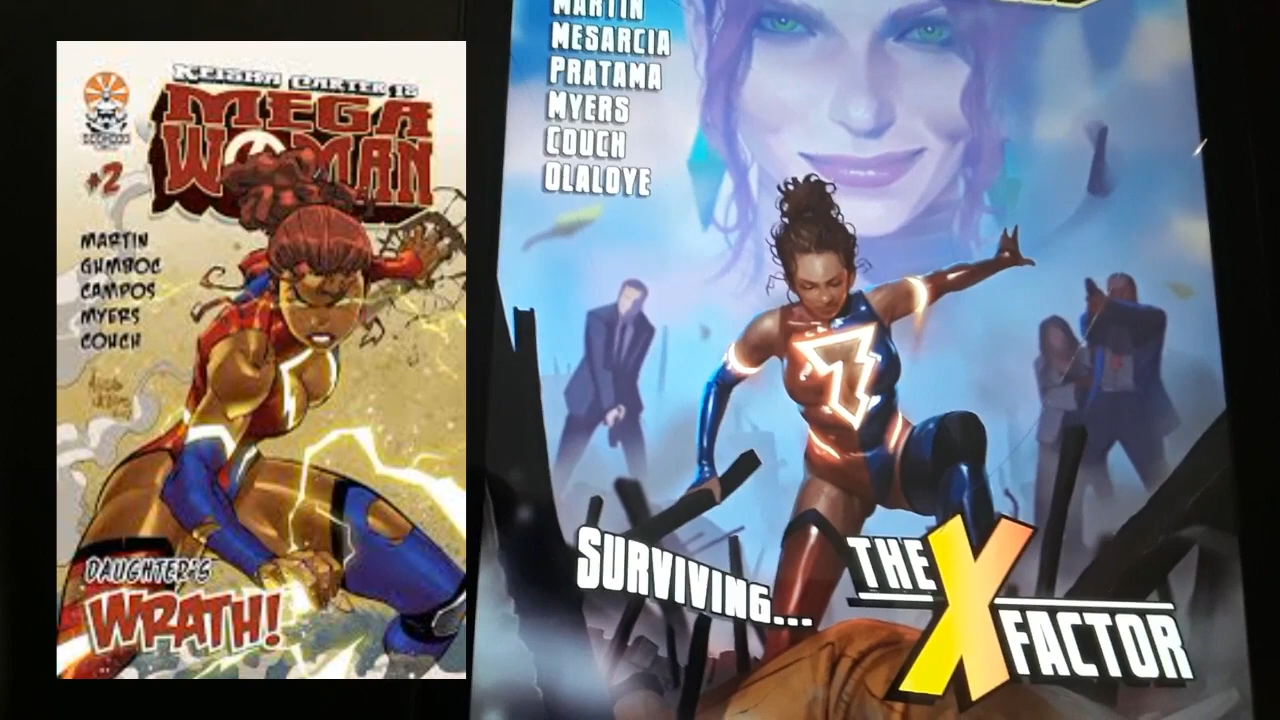 KEISHA CARTER IS
MEGA
WOMAN
#2
MARTIN
GUMBOC
CAMPOS
MYERS
COUCH
DAUGHTER'S
WRATH!
MARTIN
MESARCIA
PRATAMA
MYERS
COUCH
OLALOYE
SURVIVING...
THE
X
FACTOR